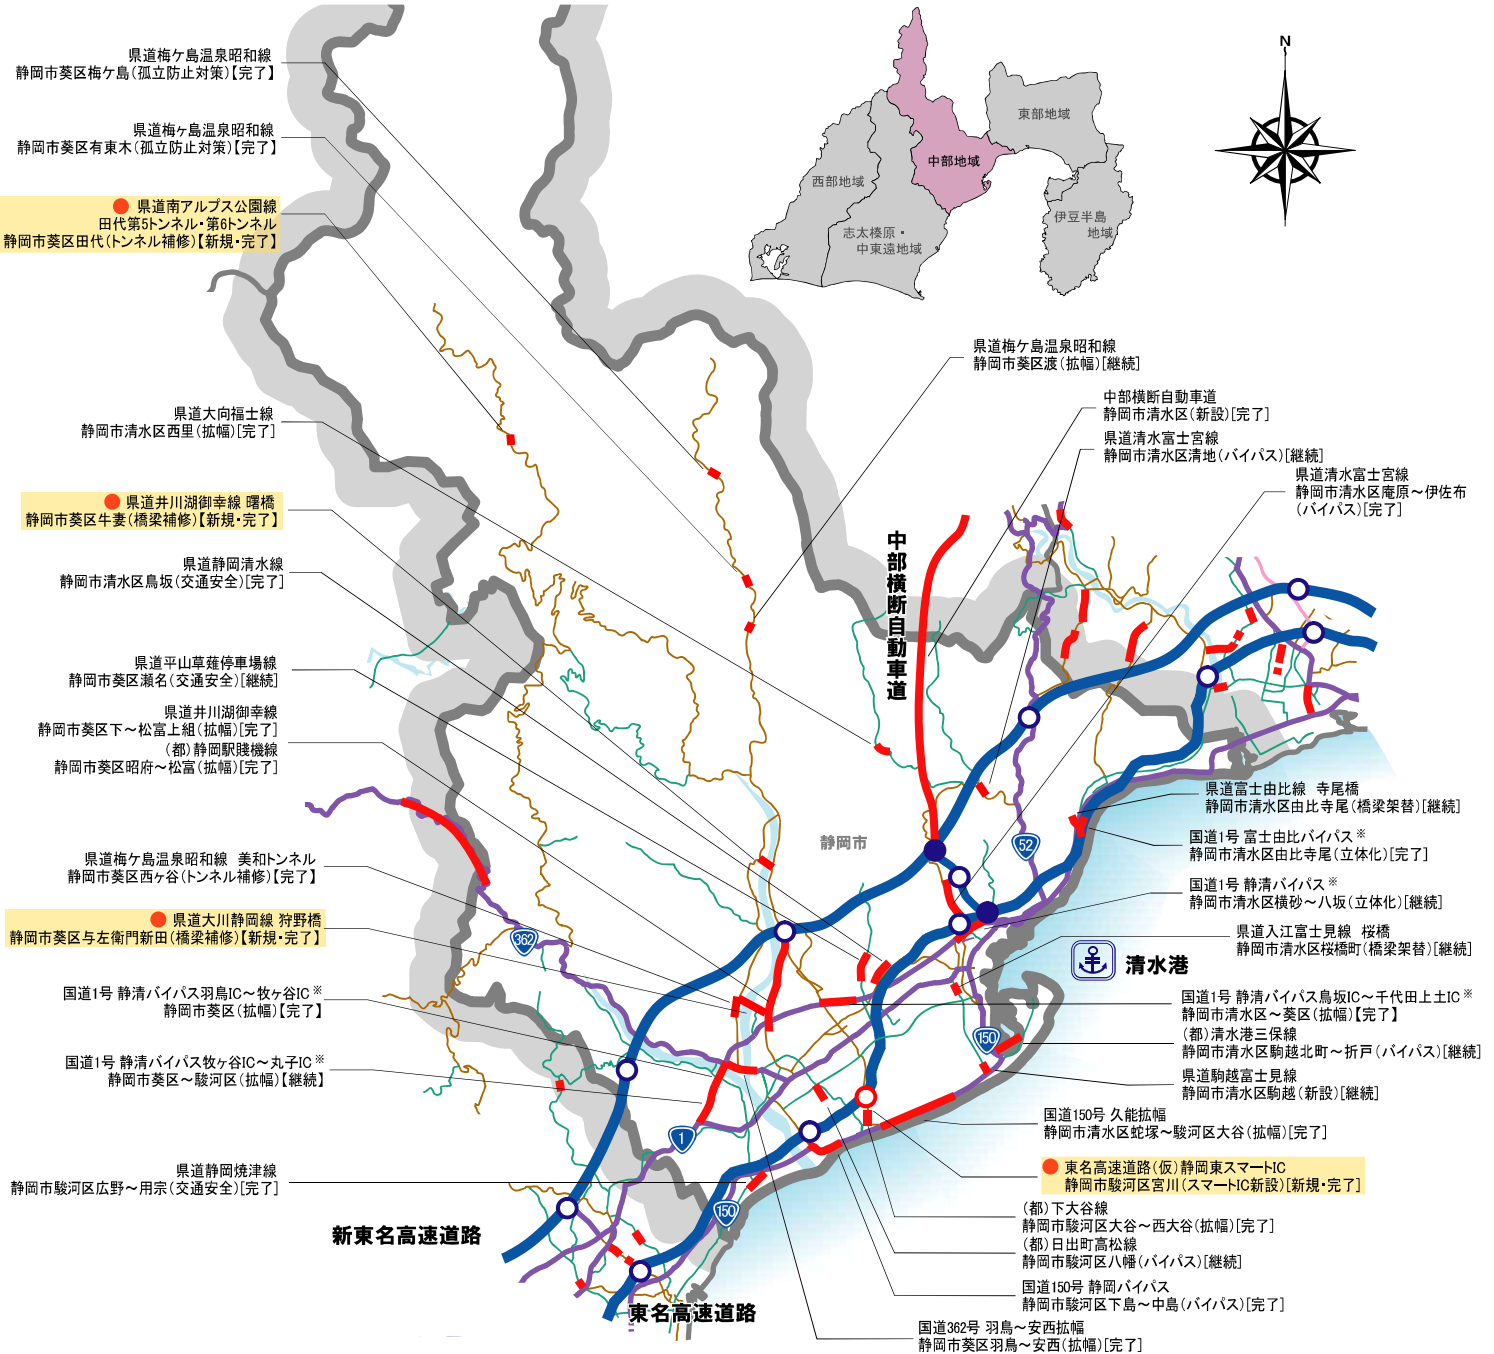 県道梅ケ島温泉昭和線
静岡市葵区梅ケ島(孤立防止対策)【完了】
県道梅ヶ島温泉昭和線
静岡市葵区有東木(孤立防止対策)【完了】
県道南アルプス公園線
田代第5トンネル・第6トンネル
静岡市葵区田代(トンネル補修)【新規・完了】
県道大向福士線
静岡市清水区西里(拡幅)[完了]
県道井川湖御幸線 曙橋
静岡市葵区牛妻(橋梁補修)【新規・完了】
県道静岡清水線
静岡市清水区鳥坂(交通安全)[完了]
県道平山草薙停車場線
静岡市葵区瀬名(交通安全)[継続]
県道井川湖御幸線
静岡市葵区下～松富上組(拡幅)[完了]
(都)静岡駅賤機線
静岡市葵区昭府～松富(拡幅)[完了]
県道梅ケ島温泉昭和線 美和トンネル
静岡市葵区西ヶ谷(トンネル補修)【完了】
県道大川静岡線 狩野橋
静岡市葵区与左衛門新田(橋梁補修)【新規・完了】
国道1号 静清バイパス羽鳥IC～牧ヶ谷IC※
静岡市葵区(拡幅)【完了】
国道1号 静清バイパス牧ヶ谷IC～丸子IC※
静岡市葵区～駿河区(拡幅)【継続】
県道静岡焼津線
静岡市駿河区広野～用宗(交通安全)[完了]
新東名高速道路
東名高速道路
中部横断自動車道
静岡市
362
1
150
52
150
清水港
N
東部地域
中部地域
西部地域
志太榛原・
中東遠地域
伊豆半島
地域
県道梅ケ島温泉昭和線
静岡市葵区渡(拡幅)[継続]
中部横断自動車道
静岡市清水区(新設)[完了]
県道清水富士宮線
静岡市清水区清地(バイパス)[継続]
県道清水富士宮線
静岡市清水区庵原～伊佐布
(バイパス)[完了]
県道富士由比線 寺尾橋
静岡市清水区由比寺尾(橋梁架替)[継続]
国道1号 富士由比バイパス※
静岡市清水区由比寺尾(立体化)[完了]
国道1号 静清バイパス※
静岡市清水区横砂～八坂(立体化)[継続]
県道入江富士見線 桜橋
静岡市清水区桜橋町(橋梁架替)[継続]
国道1号 静清バイパス鳥坂IC～千代田上土IC※
静岡市清水区～葵区(拡幅)【完了】
(都)清水港三保線
静岡市清水区駒越北町～折戸(バイパス)[継続]
県道駒越富士見線
静岡市清水区駒越(新設)[継続]
国道150号 久能拡幅
静岡市清水区蛇塚～駿河区大谷(拡幅)[完了]
東名高速道路(仮)静岡東スマートIC
静岡市駿河区宮川(スマートIC新設)[新規・完了]
(都)下大谷線
静岡市駿河区大谷～西大谷(拡幅)[完了]
(都)日出町高松線
静岡市駿河区八幡(バイパス)[継続]
国道150号 静岡バイパス
静岡市駿河区下島～中島(バイパス)[完了]
国道362号 羽鳥～安西拡幅
静岡市葵区羽鳥～安西(拡幅)[完了]